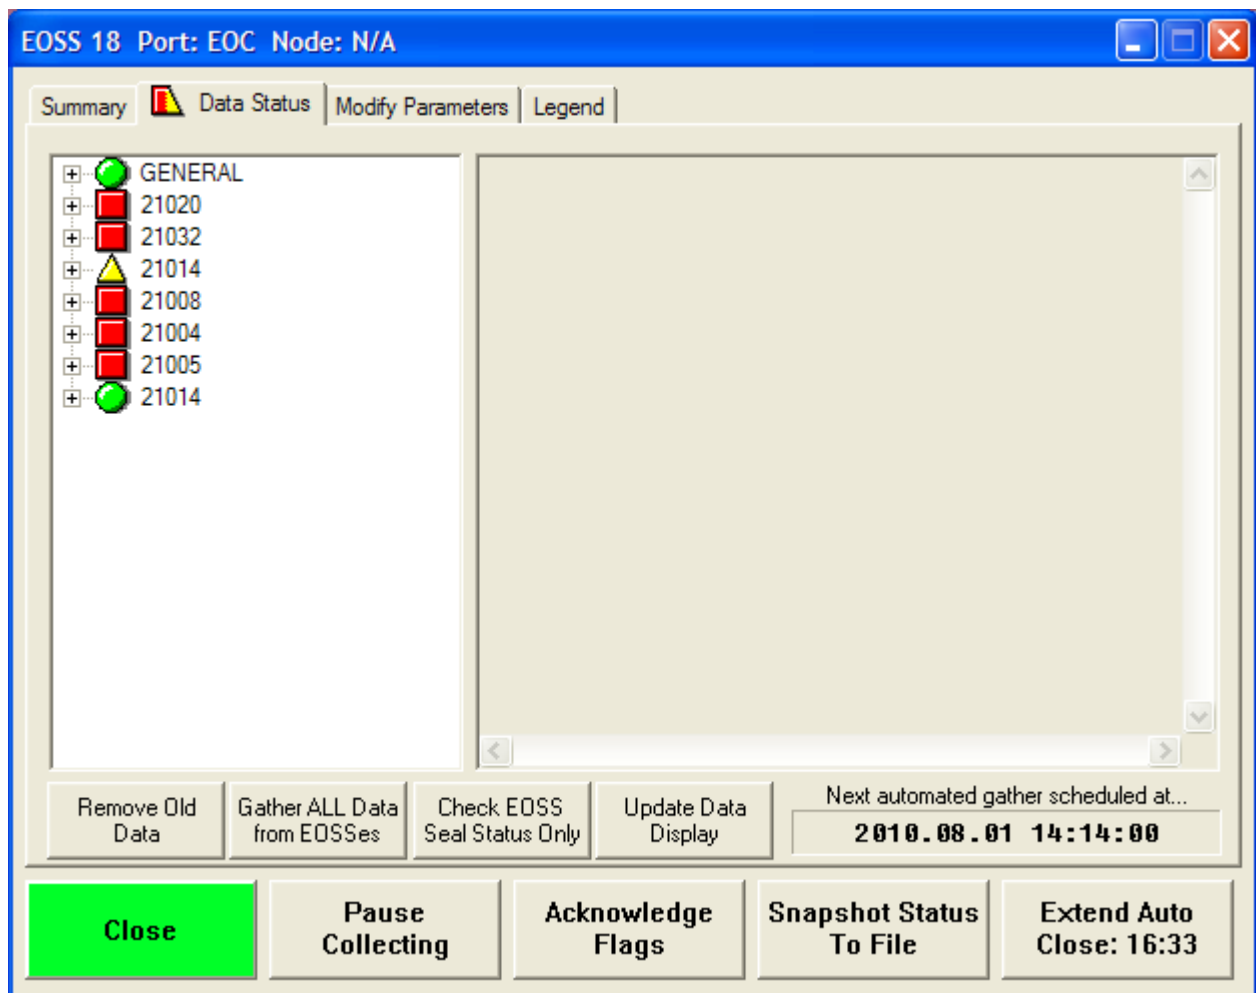 EOSS 18 Port: EOC Node: N/A
Summary
Data Status
Modify Parameters
Legend
GENERAL
21020
21032
21014
21008
21004
21005
21014
Remove Old
Data
Gather ALL Data
from EOSSes
Check EOSS
Seal Status Only
Update Data
Display
Next automated gather scheduled at...
2010.08.01 14:14:00
Close
Pause
Collecting
Acknowledge
Flags
Snapshot Status
To File
Extend Auto
Close: 16:33